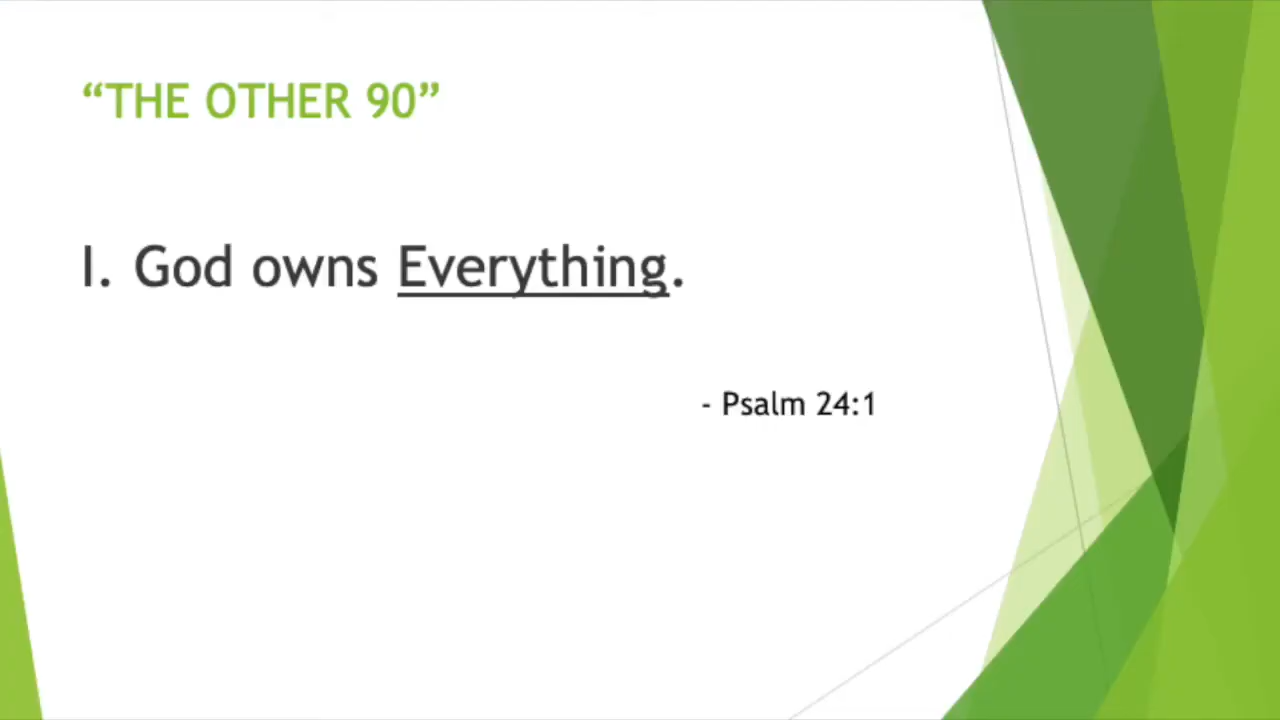 “THE OTHER 90”
I. God owns Everything.
- Psalm 24:1